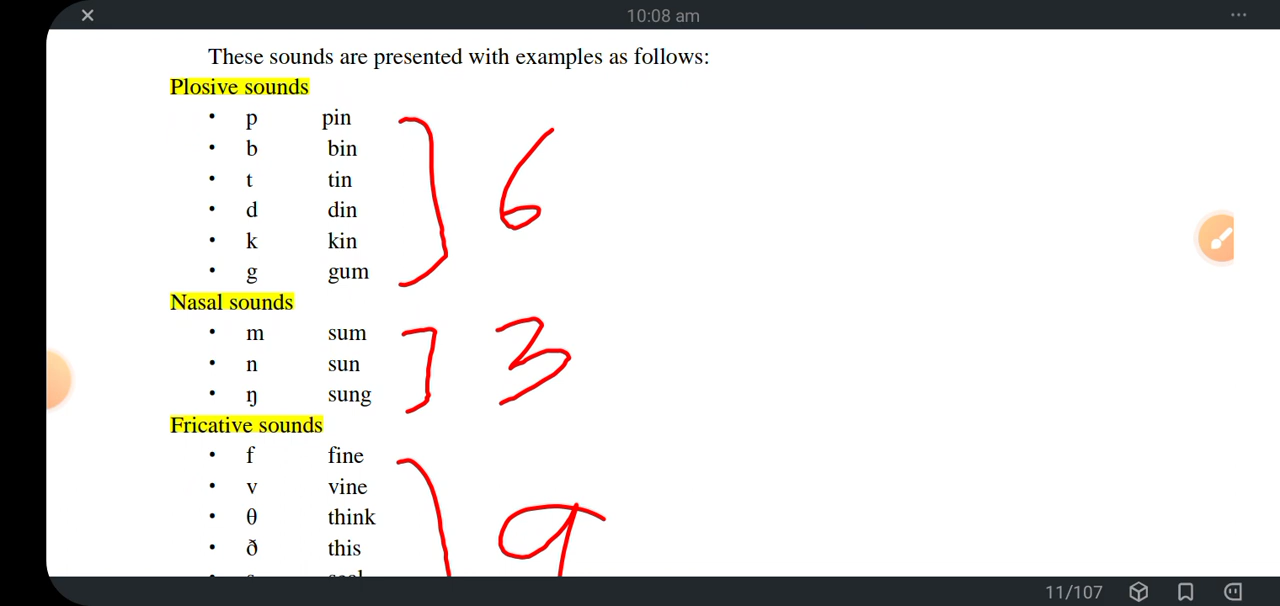 10:08 am
These sounds are presented with examples as follows:
Plosive sounds
• p pin
• b bin
• t tin
• d din
• k kin
• g gum
6
Nasal sounds
• m sum
• n sun
• ŋ sung
3
Fricative sounds
• f fine
• v vine
• θ think
• ð this
9
11/107